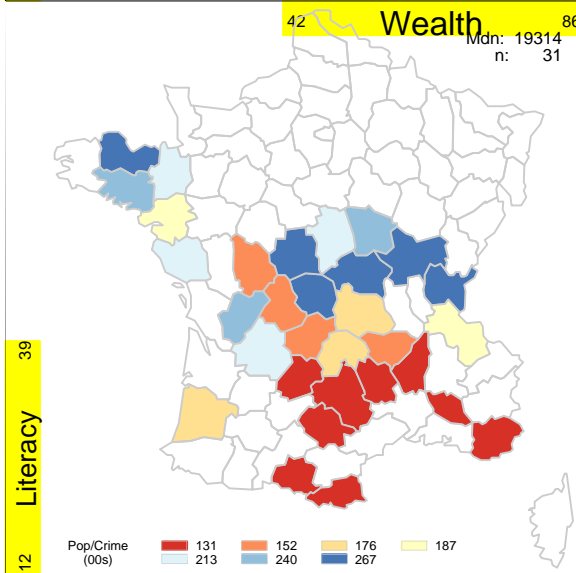 42 Wealth 86
Mdn: 19314
n: 31
39
Literacy
12
Pop/Crime 131 152 176 187
(00s) 213 240 267